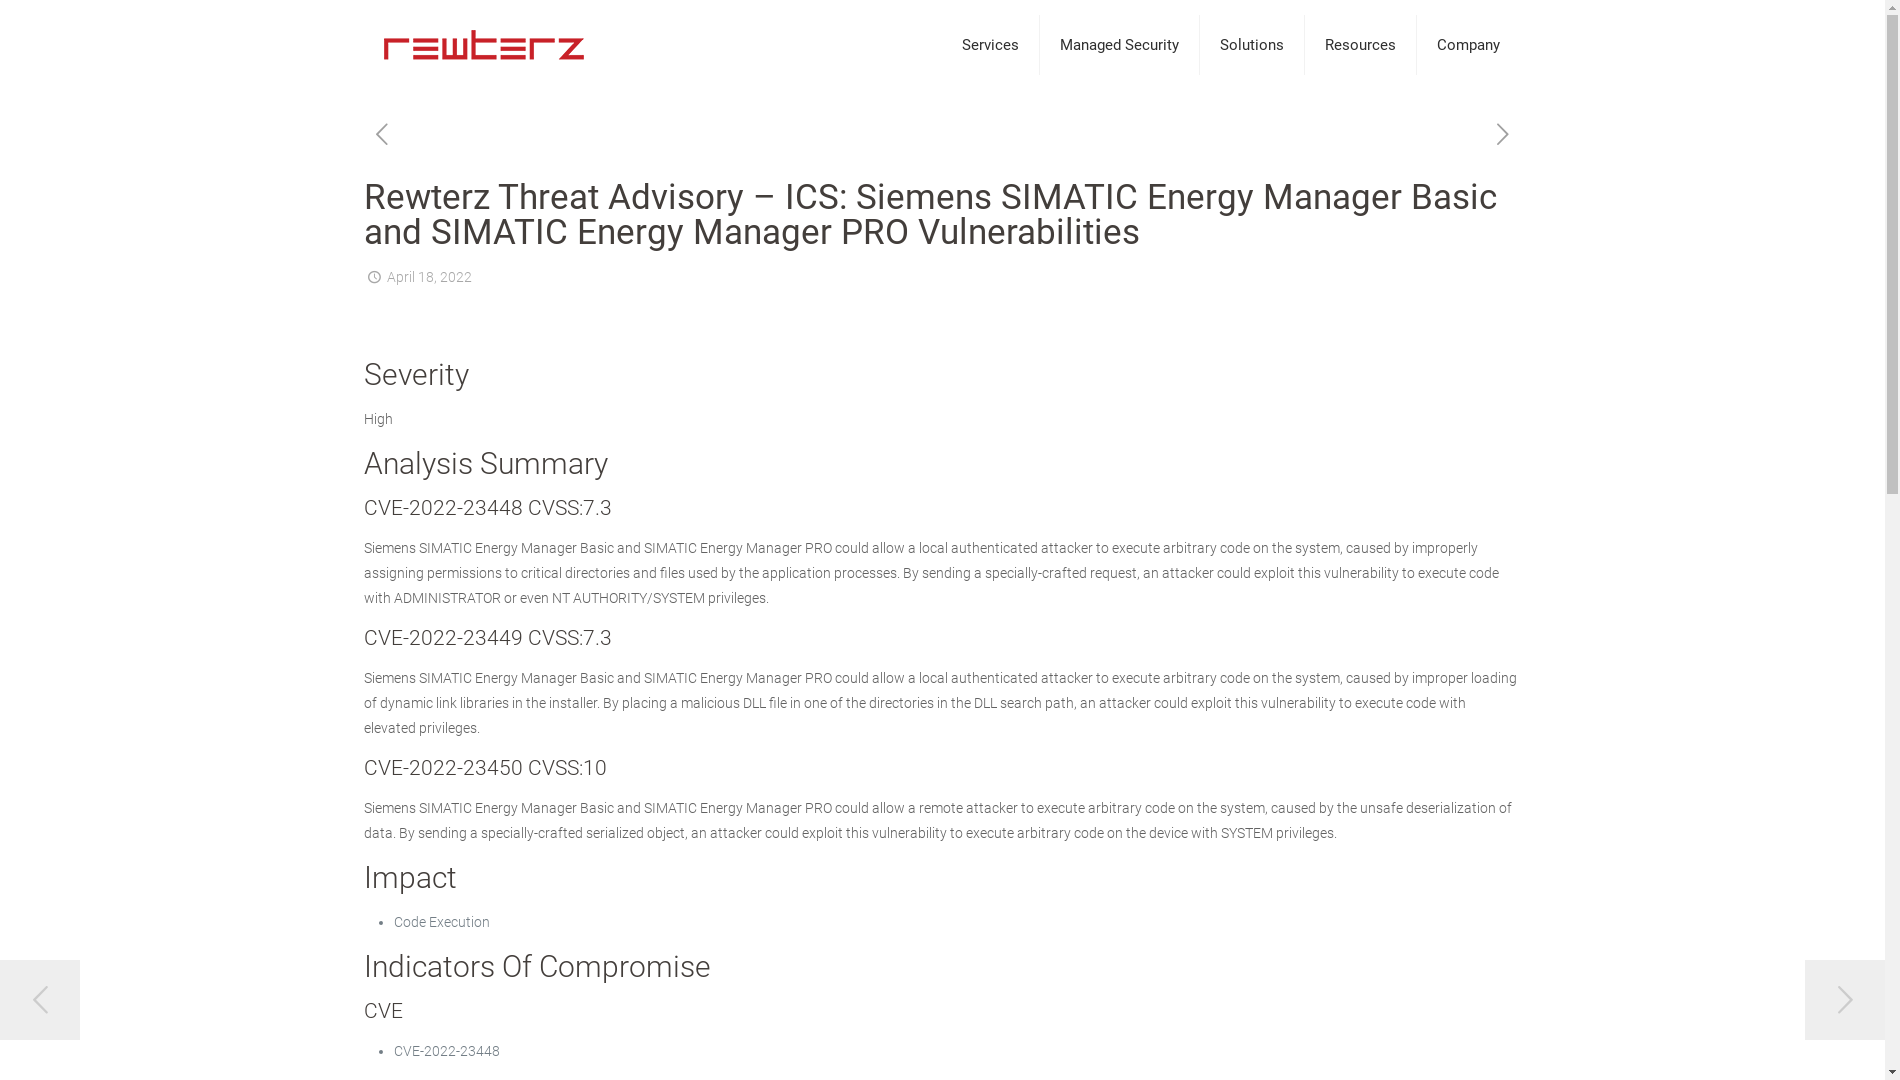 rewterz
Services
Managed Security
Solutions
Resources
Company
Rewterz Threat Advisory – ICS: Siemens SIMATIC Energy Manager Basic
and SIMATIC Energy Manager PRO Vulnerabilities
April 18, 2022
Severity
High
Analysis Summary
CVE-2022-23448 CVSS:7.3
Siemens SIMATIC Energy Manager Basic and SIMATIC Energy Manager PRO could allow a local authenticated attacker to execute arbitrary code on the system, caused by improperly
assigning permissions to critical directories and files used by the application processes. By sending a specially-crafted request, an attacker could exploit this vulnerability to execute code
with ADMINISTRATOR or even NT AUTHORITY/SYSTEM privileges.
CVE-2022-23449 CVSS:7.3
Siemens SIMATIC Energy Manager Basic and SIMATIC Energy Manager PRO could allow a local authenticated attacker to execute arbitrary code on the system, caused by improper loading
of dynamic link libraries in the installer. By placing a malicious DLL file in one of the directories in the DLL search path, an attacker could exploit this vulnerability to execute code with
elevated privileges.
CVE-2022-23450 CVSS:10
Siemens SIMATIC Energy Manager Basic and SIMATIC Energy Manager PRO could allow a remote attacker to execute arbitrary code on the system, caused by the unsafe deserialization of
data. By sending a specially-crafted serialized object, an attacker could exploit this vulnerability to execute arbitrary code on the device with SYSTEM privileges.
Impact
• Code Execution
Indicators Of Compromise
CVE
• CVE-2022-23448